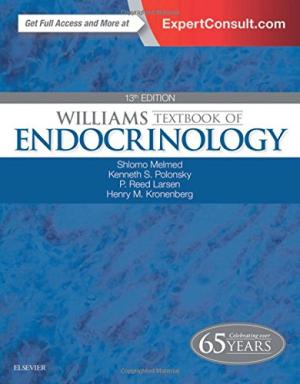 Get Full Access and More at
ExpertConsult.com
13th EDITION
WILLIAMS TEXTBOOK OF
ENDOCRINOLOGY
Shlomo Melmed
Kenneth S. Polonsky
P. Reed Larsen
Henry M. Kronenberg
ELSEVIER
Celebrating over
65 YEARS